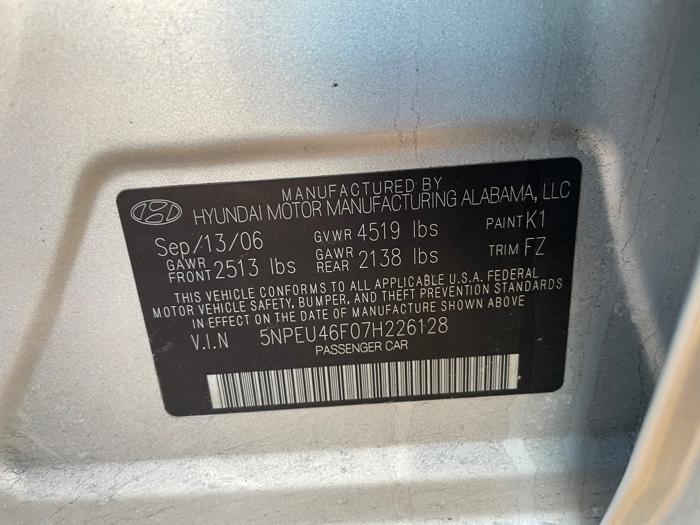 MANUFACTURED BY
HYUNDAI MOTOR MANUFACTURING ALABAMA, LLC
Sep/13/06 GVWR 4519 lbs PAINT K1
GAWR FRONT 2513 lbs GAWR REAR 2138 lbs TRIM FZ
THIS VEHICLE CONFORMS TO ALL APPLICABLE U.S.A. FEDERAL
MOTOR VEHICLE SAFETY, BUMPER, AND THEFT PREVENTION STANDARDS
IN EFFECT ON THE DATE OF MANUFACTURE SHOWN ABOVE
V.I.N 5NPEU46F07H226128
PASSENGER CAR